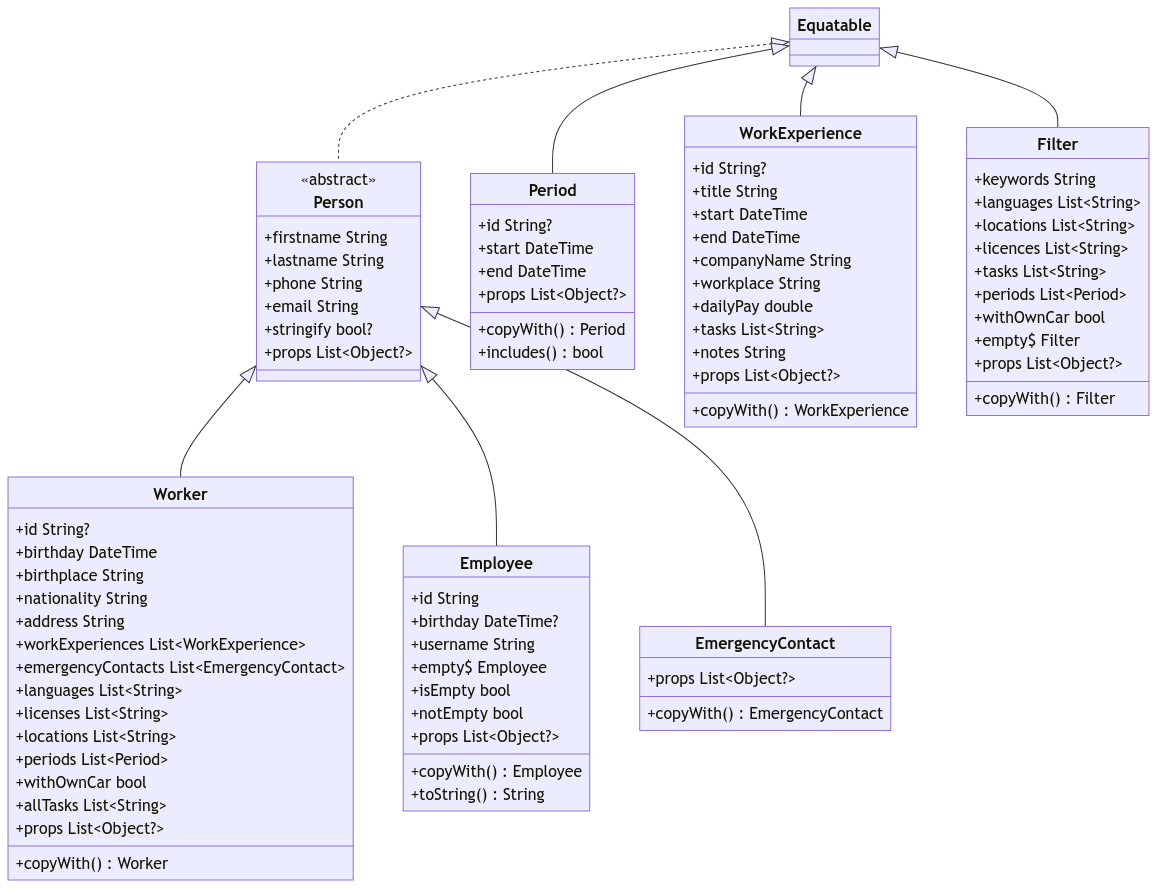 Equatable
«abstract»
Person
+firstname String
+lastname String
+phone String
+email String
+stringify bool?
+props List<Object?>
Period
+id String?
+start DateTime
+end DateTime
+props List<Object?>
+copyWith() : Period
+includes() : bool
WorkExperience
+id String?
+title String
+start DateTime
+end DateTime
+companyName String
+workplace String
+dailyPay double
+tasks List<String>
+notes String
+props List<Object?>
+copyWith() : WorkExperience
Filter
+keywords String
+languages List<String>
+locations List<String>
+licences List<String>
+tasks List<String>
+periods List<Period>
+withOwnCar bool
+empty$ Filter
+props List<Object?>
+copyWith() : Filter
Worker
+id String?
+birthday DateTime
+birthplace String
+nationality String
+address String
+workExperiences List<WorkExperience>
+emergencyContacts List<EmergencyContact>
+languages List<String>
+licenses List<String>
+locations List<String>
+periods List<Period>
+withOwnCar bool
+allTasks List<String>
+props List<Object?>
+copyWith() : Worker
Employee
+id String
+birthday DateTime?
+username String
+empty$ Employee
+isEmpty bool
+notEmpty bool
+props List<Object?>
+copyWith() : Employee
+toString() : String
EmergencyContact
+props List<Object?>
+copyWith() : EmergencyContact